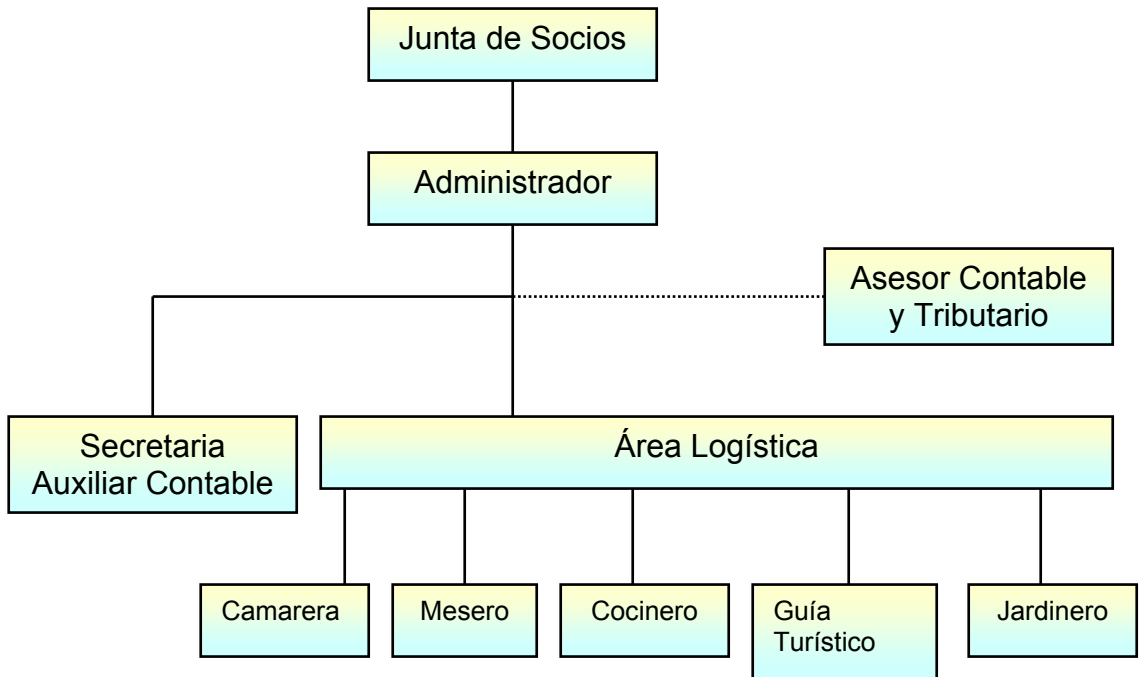 Junta de Socios
Administrador
Asesor Contable
y Tributario
Secretaria
Auxiliar Contable
Área Logística
Camarera
Mesero
Cocinero
Guía
Turístico
Jardinero